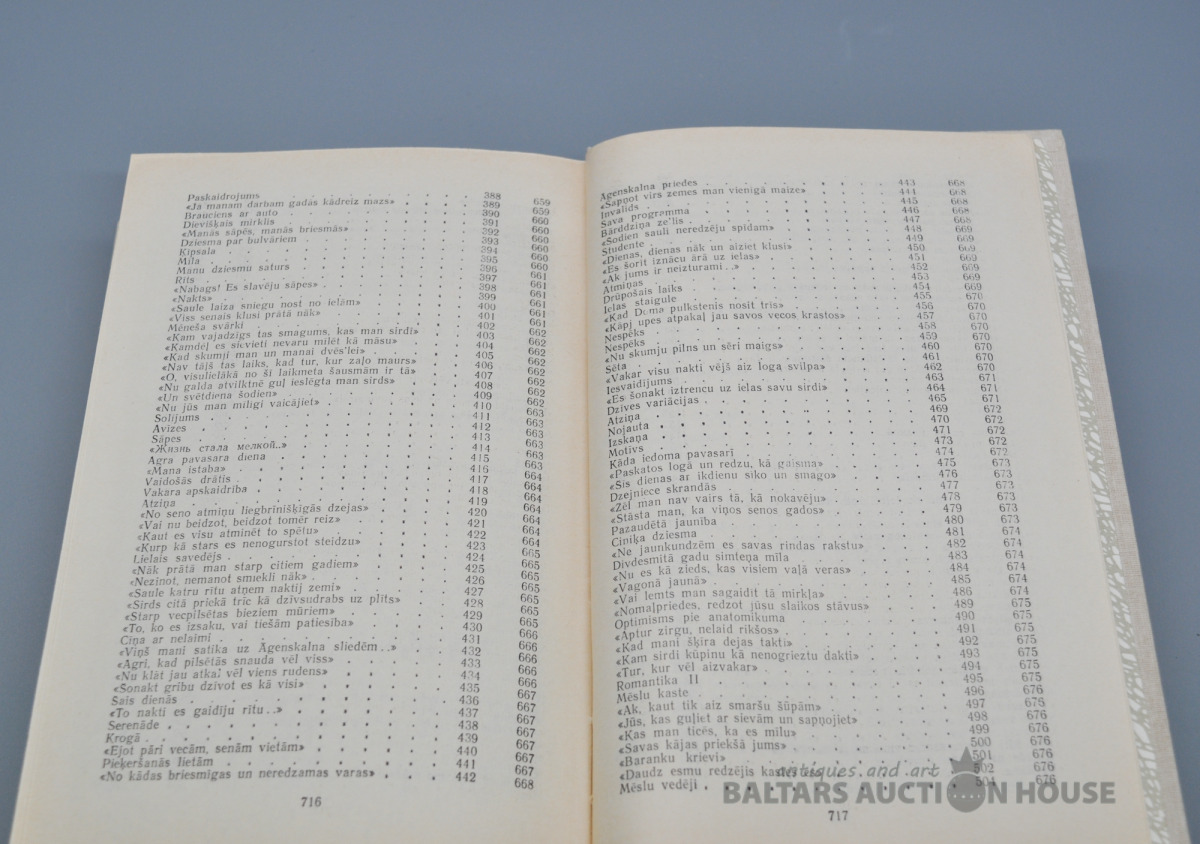 Paskaidrojums 388 659
«Ja manam darbam gadās kādreiz mazs» 389 659
Brauciens ar auto 390 660
Dievišķais mirklis 391 660
«Manās sāpēs, manās briesmās» 392 660
Dziesma par bulvāriem 393 660
Ķīpsala 394 660
Mīla 395 660
Manu dziesmu saturs 396 661
Rīts 397 661
«Nabags! Es slavēju sāpes» 398 661
«Nakts» 399 661
«Saule laiza sniegu nost no ielām» 400 661
«Viss senais klusi prātā nāk» 401 661
Mēneša svārki 402 662
«Kam vajadzīgs tas smagums, kas man sirdī» 403 662
«Kamdēļ es sievieti nevaru mīlēt kā māsu» 404 662
«Kad skumji man un manai dvēs'lei» 405 662
«Nav tājš tas laiks, kad tur, kur zaļo maurs» 406 662
«O, visulielākā no šī laikmeta šausmām ir tā» 407 662
«Nu galda atvilktnē guļ ieslēgta man sirds» 408 662
«Un svētdiena šodien» 409 662
«Nu jūs man mīlīgi vaicājiet» 410 663
Solījums 411 663
Avīzes 412 663
Sāpes 413 663
«Жизнь стала мелкой..» 414 663
Agra pavasara diena 415 663
«Mana istaba» 416 664
Vaidošās drātis 417 664
Vakara apskaidrība 418 664
Atziņa 419 664
«No seno atmiņu liegbrīnišķīgās dzejas» 420 664
«Vai nu beidzot, beidzot tomēr reiz» 421 664
«Kaut es visu atminēt to spētu» 422 664
«Kurp kā stars es nenogurstot steidzu» 423 665
Lielais savedējs 424 665
«Nāk prātā man starp citiem gadiem» 425 665
«Nezinot, nemanot smiekli nāk» 426 665
«Saule katru rītu atņem naktij zemi» 427 665
«Sirds citā priekā trīc kā dzīvsudrabs uz plīts» 428 665
«Starp vecpilsētas bieziem mūriem» 429 666
«To, ko es izsaku, vai tiešām patiesība» 430 666
Cīņa ar nelaimi 431 666
«Viņš mani satika uz Āgenskalna sliedēm..» 432 666
«Agri, kad pilsētās snauda vēl viss» 433 666
«Nu klāt jau atkal vēl viens rudens» 434 666
«Šonakt gribu dzīvot es kā visi» 435 667
Šais dienās 436 667
«To nakti es gaidīju rītu..» 437 667
Serenāde 438 667
Krogā 439 667
«Ejot pāri vecām, senām vietām» 440 667
Pieķeršanās lietām 441 667
«No kādas briesmīgas un neredzamas varas» 442 668
716
Āgenskalna priedes 443 668
«Sapņot virs zemes man vienīgā maize» 444 668
Invalīds 445 668
Sava programma 446 668
Bārddziņa ze'lis 447 668
«Šodien sauli neredzēju spīdam» 448 669
Studente 449 669
«Dienas, dienas nāk un aiziet klusi» 450 669
«Es šorīt iznācu ārā uz ielas» 451 669
«Ak jums ir neizturami..» 452 669
Atmiņas 453 669
Drūpošais laiks 454 669
Ielas staigule 455 670
«Kad Doma pulkstenis nosit trīs» 456 670
«Kāpj upes atpakaļ jau savos vecos krastos» 457 670
Nespēks 458 670
Nespēks 459 670
«Nu skumju pilns un sēri maigs» 460 670
Sēta 461 670
«Vakar visu nakti vējš aiz loga svilpa» 462 670
Iesvaidījums 463 671
«Es šonakt iztrencu uz ielas savu sirdi» 464 671
Dzīves variācijas 465 671
Atziņa 469 672
Nojauta 470 672
Izskaņa 471 672
Motīvs 473 672
Kāda iedoma pavasarī 474 672
«Paskatos logā un redzu, kā gaisma» 475 673
«Šīs dienas ar ikdienu sīko un smago» 476 673
Dzejniece skrandās 477 673
«Žēl man nav vairs tā, kā nokavēju» 478 673
«Stāsta man, ka viņos senos gados» 479 673
Pazaudētā jaunība 480 673
Ciniķa dziesma 481 674
«Ne jaunkundzēm es savas rindas rakstu» 482 674
Divdesmitā gadu simteņa mīla 483 674
«Nu es kā zieds, kas visiem vaļā veras» 484 674
«Vagonā jaunā» 485 674
«Vai lemts man sagaidīt tā mirkļa» 486 674
«Nomaļpriedes, redzot jūsu slaikos stāvus» 489 675
Optimisms pie anatomikuma 490 675
«Aptur zirgu, nelaid rikšos» 491 675
«Kad mani šķīra dejas takti» 492 675
«Kam sirdi kūpinu kā nenogrieztu dakti» 493 675
«Tur, kur vēl aizvakar» 494 675
Romantika II 495 675
Mēslu kaste 496 676
«Ak, kaut tik aiz smaršu šūpām» 497 676
«Jūs, kas guļiet ar sievām un sapņojiet» 498 676
«Kas man ticēs, ka es mīlu» 499 676
«Savas kājas priekšā jums» 500 676
«Baranku krievi» 501 676
«Daudz esmu redzējis 502 676
Mēslu vedēji 504 676
717
antiques and art
BALTARS AUCTION HOUSE